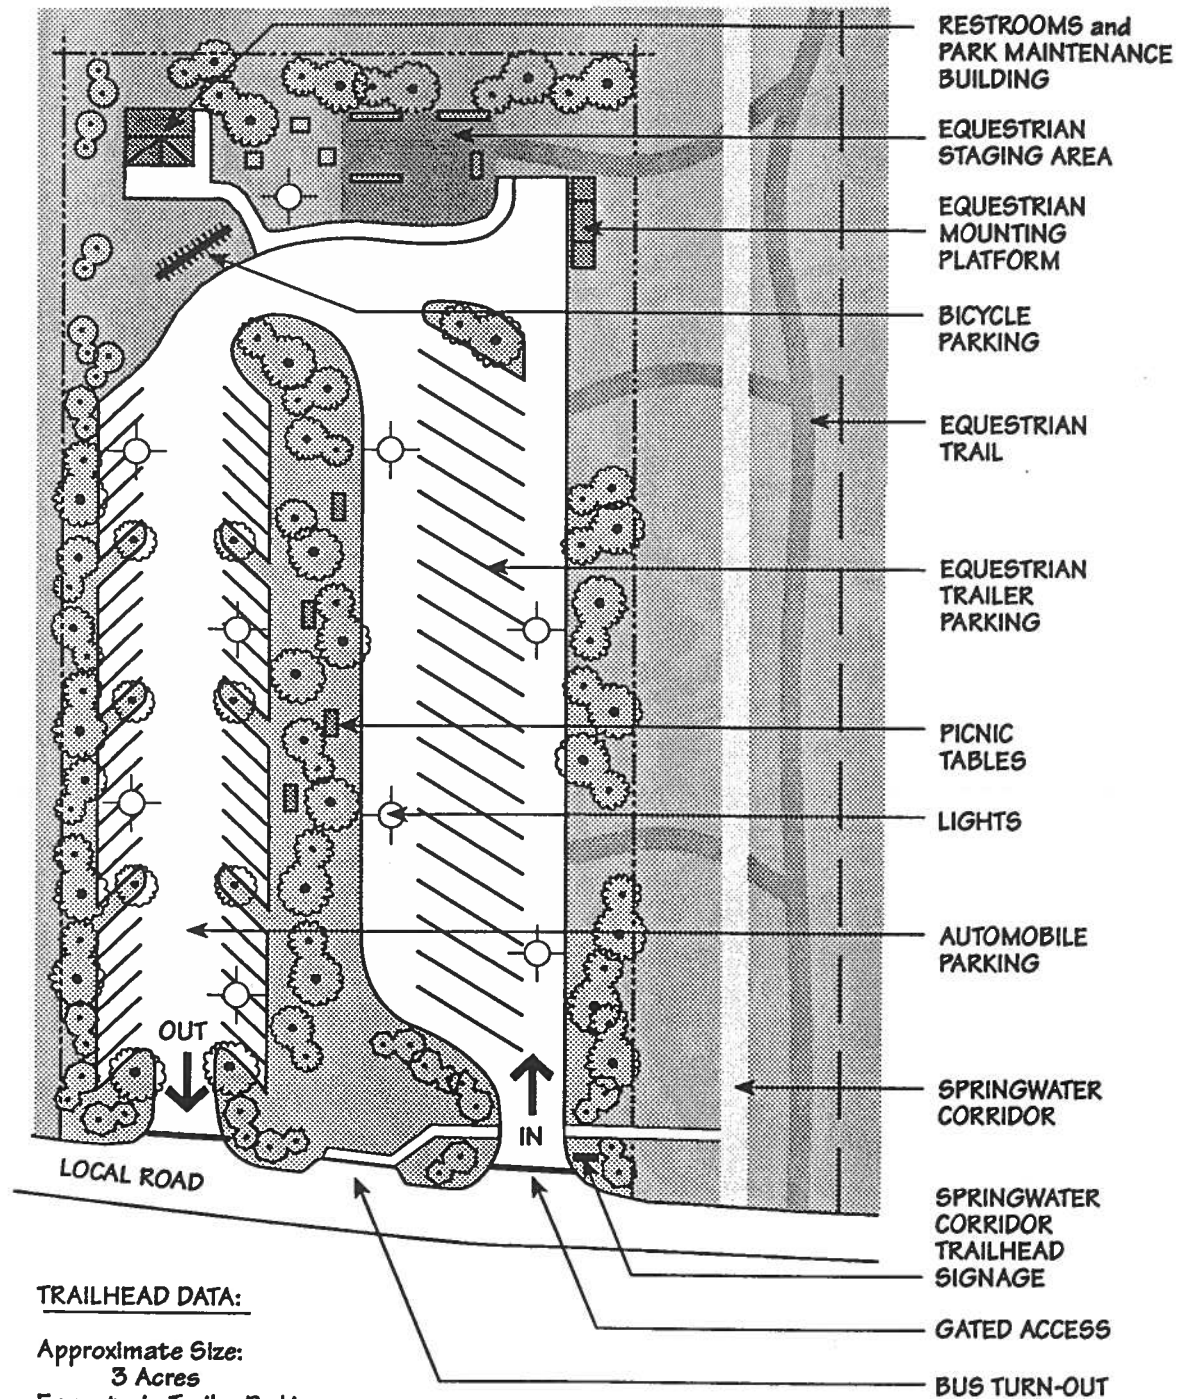 RESTROOMS and
PARK MAINTENANCE
BUILDING
EQUESTRIAN
STAGING AREA
EQUESTRIAN
MOUNTING
PLATFORM
BICYCLE
PARKING
EQUESTRIAN
TRAIL
EQUESTRIAN
TRAILER
PARKING
PICNIC
TABLES
LIGHTS
AUTOMOBILE
PARKING
SPRINGWATER
CORRIDOR
SPRINGWATER
CORRIDOR
TRAILHEAD
SIGNAGE
GATED ACCESS
BUS TURN-OUT
OUT
IN
LOCAL ROAD
TRAILHEAD DATA:
Approximate Size:
3 Acres